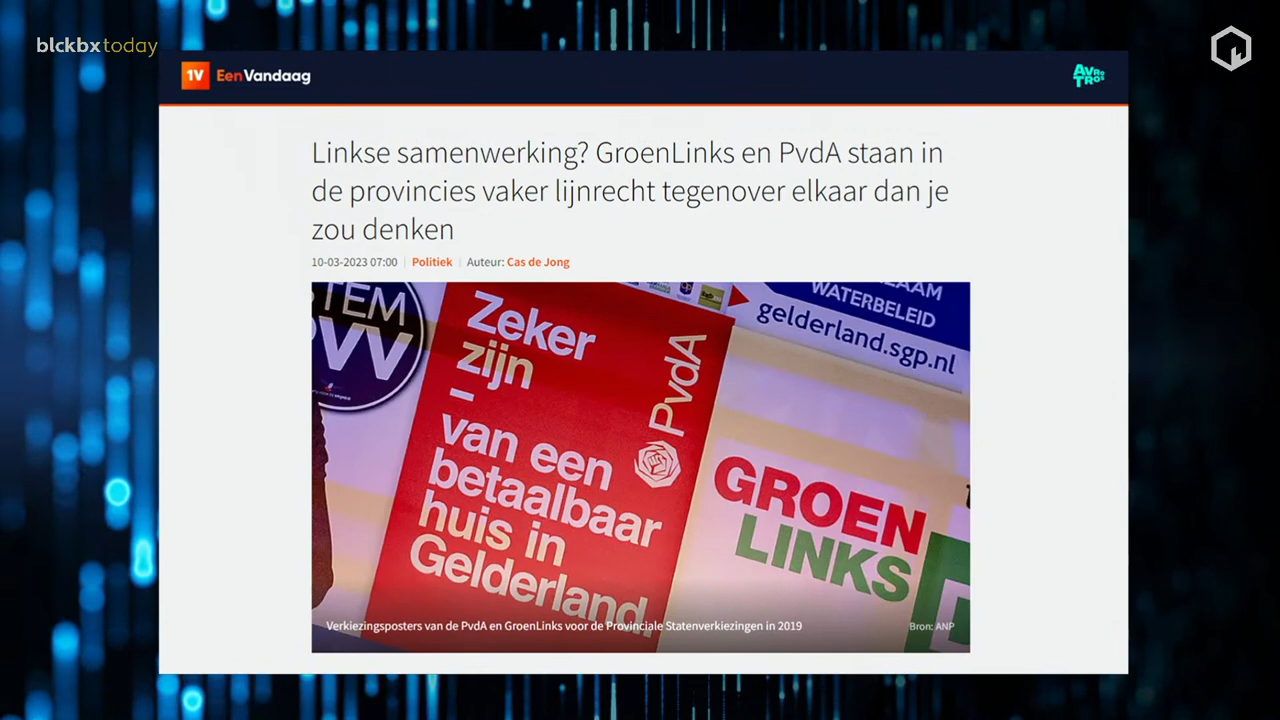 blckbxtoday
1V EenVandaag
AVROTROS
Linkse samenwerking? GroenLinks en PvdA staan in
de provincies vaker lijnrecht tegenover elkaar dan je
zou denken
10-03-2023 07:00 | Politiek | Auteur: Cas de Jong
STEM
PVV
Zeker
zijn
–
van een
betaalbaar
huis in
Gelderland.
PvdA
WATERBELEID
gelderland.sgp.nl
GROEN
LINKS
Verkiezingsposters van de PvdA en GroenLinks voor de Provinciale Statenverkiezingen in 2019
Bron: ANP